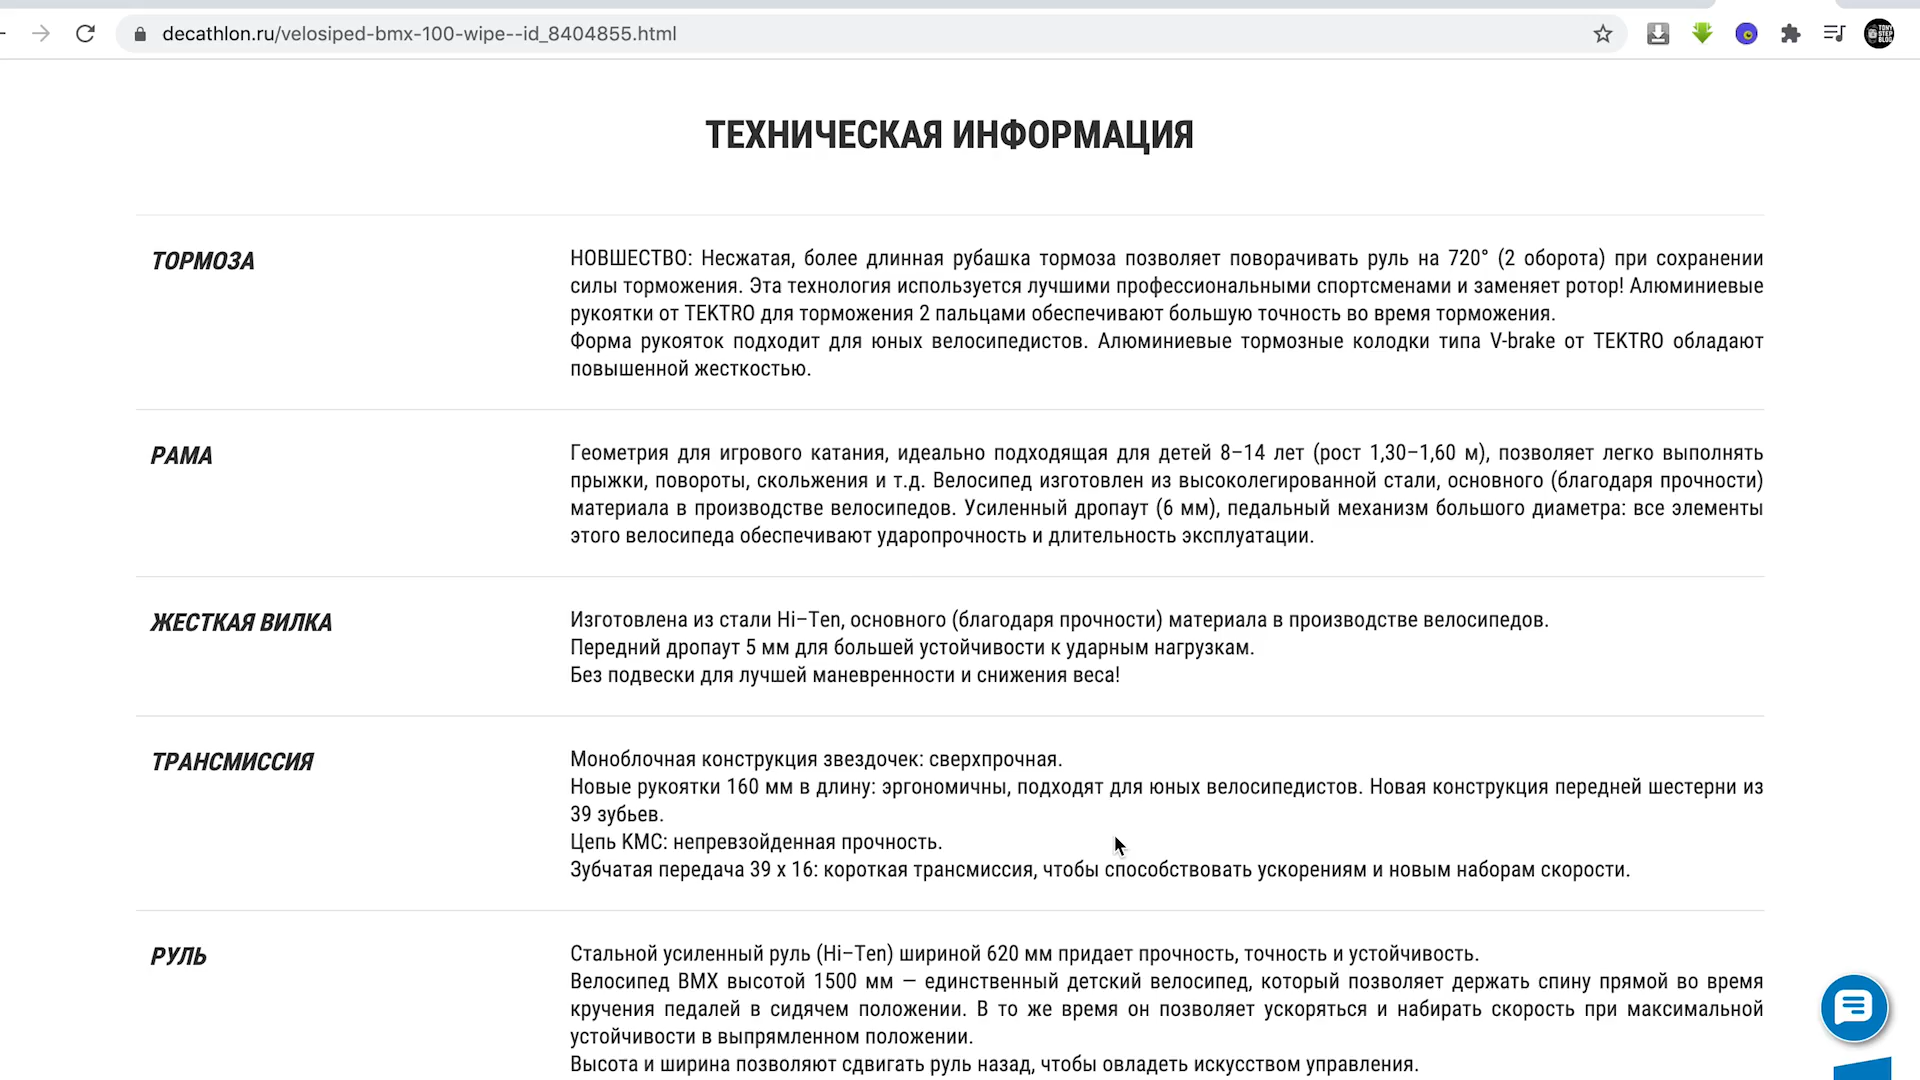 decathlon.ru/velosiped-bmx-100-wipe--id_8404855.html
ТЕХНИЧЕСКАЯ ИНФОРМАЦИЯ
ТОРМОЗА
НОВШЕСТВО: Несжатая, более длинная рубашка тормоза позволяет поворачивать руль на 720° (2 оборота) при сохранении
силы торможения. Эта технология используется лучшими профессиональными спортсменами и заменяет ротор! Алюминиевые
рукоятки от TEKTRO для торможения 2 пальцами обеспечивают большую точность во время торможения.
Форма рукояток подходит для юных велосипедистов. Алюминиевые тормозные колодки типа V-brake от TEKTRO обладают
повышенной жесткостью.
РАМА
Геометрия для игрового катания, идеально подходящая для детей 8–14 лет (рост 1,30–1,60 м), позволяет легко выполнять
прыжки, повороты, скольжения и т.д. Велосипед изготовлен из высоколегированной стали, основного (благодаря прочности)
материала в производстве велосипедов. Усиленный дропаут (6 мм), педальный механизм большого диаметра: все элементы
этого велосипеда обеспечивают ударопрочность и длительность эксплуатации.
ЖЕСТКАЯ ВИЛКА
Изготовлена из стали Hi–Ten, основного (благодаря прочности) материала в производстве велосипедов.
Передний дропаут 5 мм для большей устойчивости к ударным нагрузкам.
Без подвески для лучшей маневренности и снижения веса!
ТРАНСМИССИЯ
Моноблочная конструкция звездочек: сверхпрочная.
Новые рукоятки 160 мм в длину: эргономичны, подходят для юных велосипедистов. Новая конструкция передней шестерни из
39 зубьев.
Цепь KMC: непревзойденная прочность.
Зубчатая передача 39 x 16: короткая трансмиссия, чтобы способствовать ускорениям и новым наборам скорости.
РУЛЬ
Стальной усиленный руль (Hi–Ten) шириной 620 мм придает прочность, точность и устойчивость.
Велосипед BMX высотой 1500 мм — единственный детский велосипед, который позволяет держать спину прямой во время
кручения педалей в сидячем положении. В то же время он позволяет ускоряться и набирать скорость при максимальной
устойчивости в выпрямленном положении.
Высота и ширина позволяют сдвигать руль назад, чтобы овладеть искусством управления.